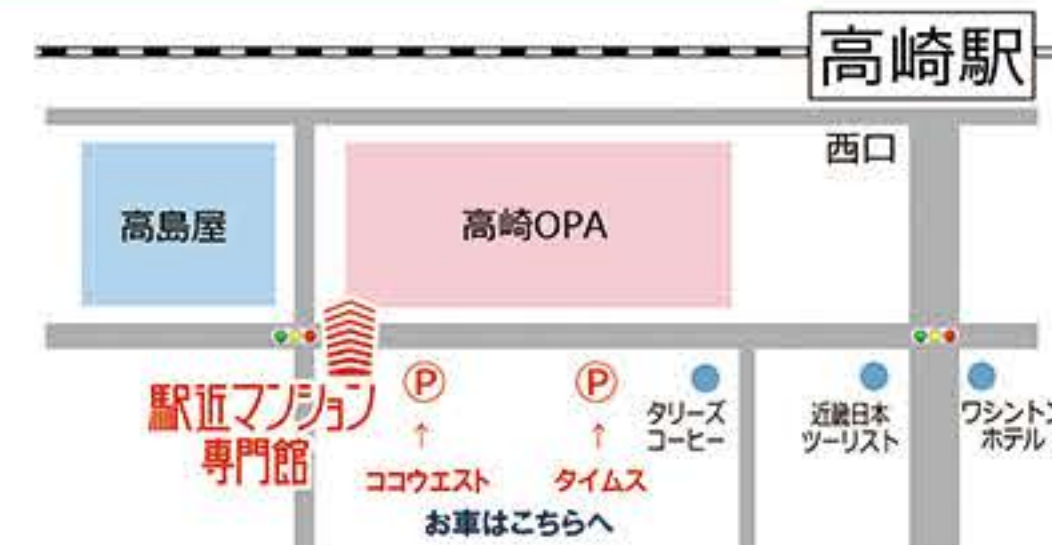 高崎駅
西口
高島屋
高崎OPA
駅近マンション
専門館
P
↑
ココウエスト
P
↑
タイムス
お車はこちらへ
タリーズ
コーヒー
近畿日本
ツーリスト
ワシントン
ホテル